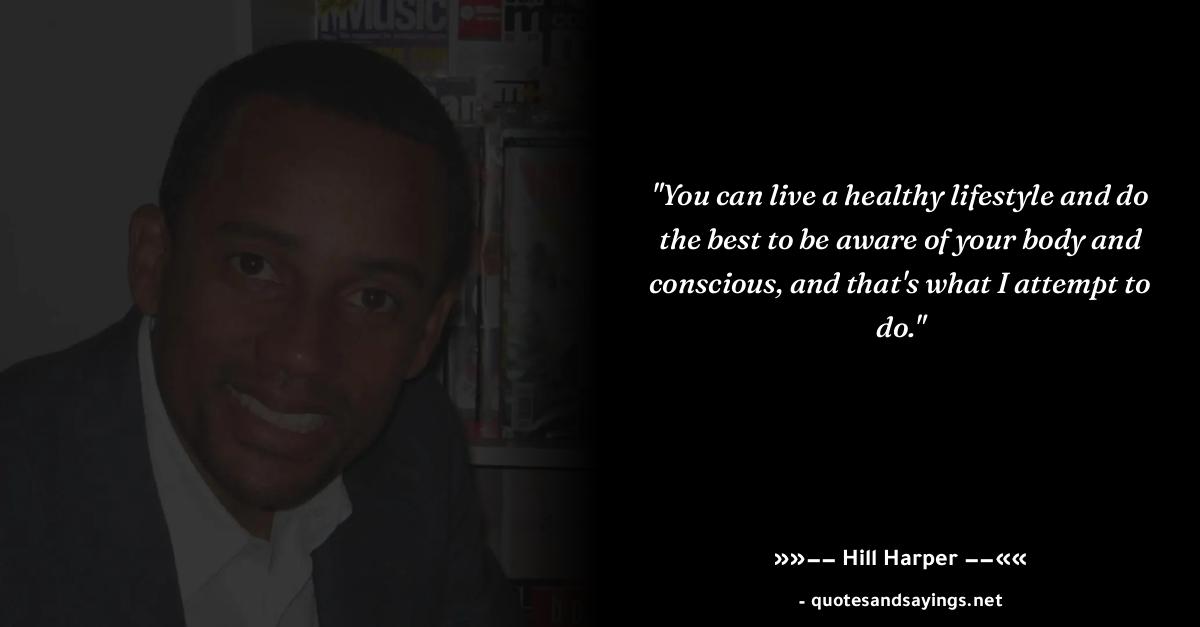 MUSIC
"You can live a healthy lifestyle and do
the best to be aware of your body and
conscious, and that's what I attempt to
do."
»»–– Hill Harper ––««
- quotesandsayings.net